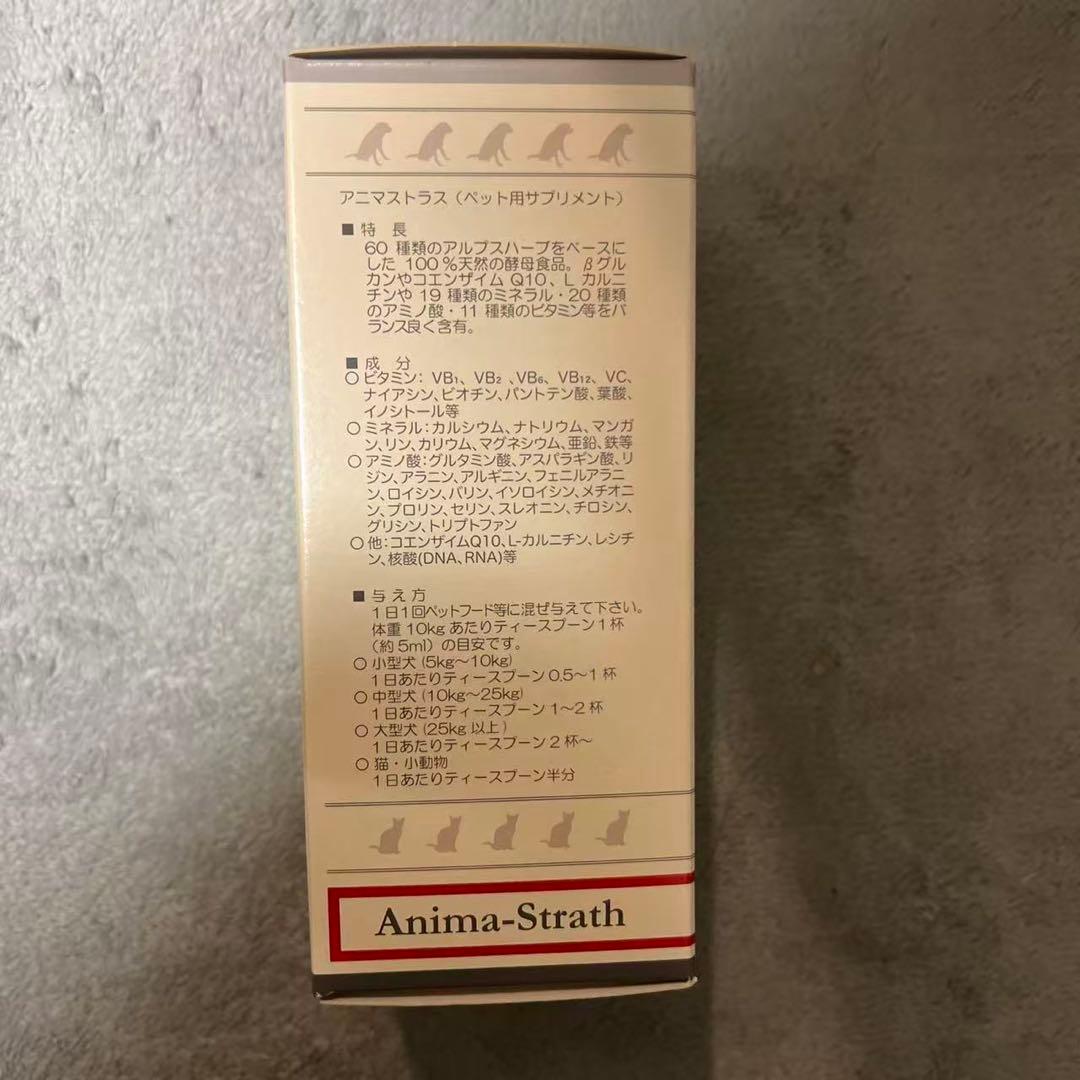 アニマストラス（ペット用サプリメント）
■ 特 長
60 種類のアルプスハーブをベースに
した 100％天然の酵母食品。βグル
カンやコエンザイム Q10、L カルニ
チンや 19 種類のミネラル・20 種類
のアミノ酸・11 種類のビタミン等をバ
ランス良く含有。
■ 成 分
○ ビタミン： VB₁、VB₂ 、VB₆、VB₁₂、VC、
ナイアシン、ビオチン、パントテン酸、葉酸、
イノシトール等
○ ミネラル：カルシウム、ナトリウム、マンガ
ン、リン、カリウム、マグネシウム、亜鉛、鉄等
○ アミノ酸：グルタミン酸、アスパラギン酸、リ
ジン、アラニン、アルギニン、フェニルアラニ
ン、ロイシン、バリン、イソロイシン、メチオニ
ン、プロリン、セリン、スレオニン、チロシン、
グリシン、トリプトファン
○ 他：コエンザイムQ10、L-カルニチン、レシチ
ン、核酸(DNA、RNA)等
■ 与え方
1日1回ペットフード等に混ぜ与えて下さい。
体重 10kg あたりティースプーン1杯
（約 5ml）の目安です。
○ 小型犬 (5kg～10kg)
1日あたりティースプーン 0.5～1 杯
○ 中型犬 (10kg～25kg)
1日あたりティースプーン 1～2 杯
○ 大型犬 (25kg 以上)
1日あたりティースプーン 2 杯～
○ 猫・小動物
1日あたりティースプーン半分
Anima-Strath